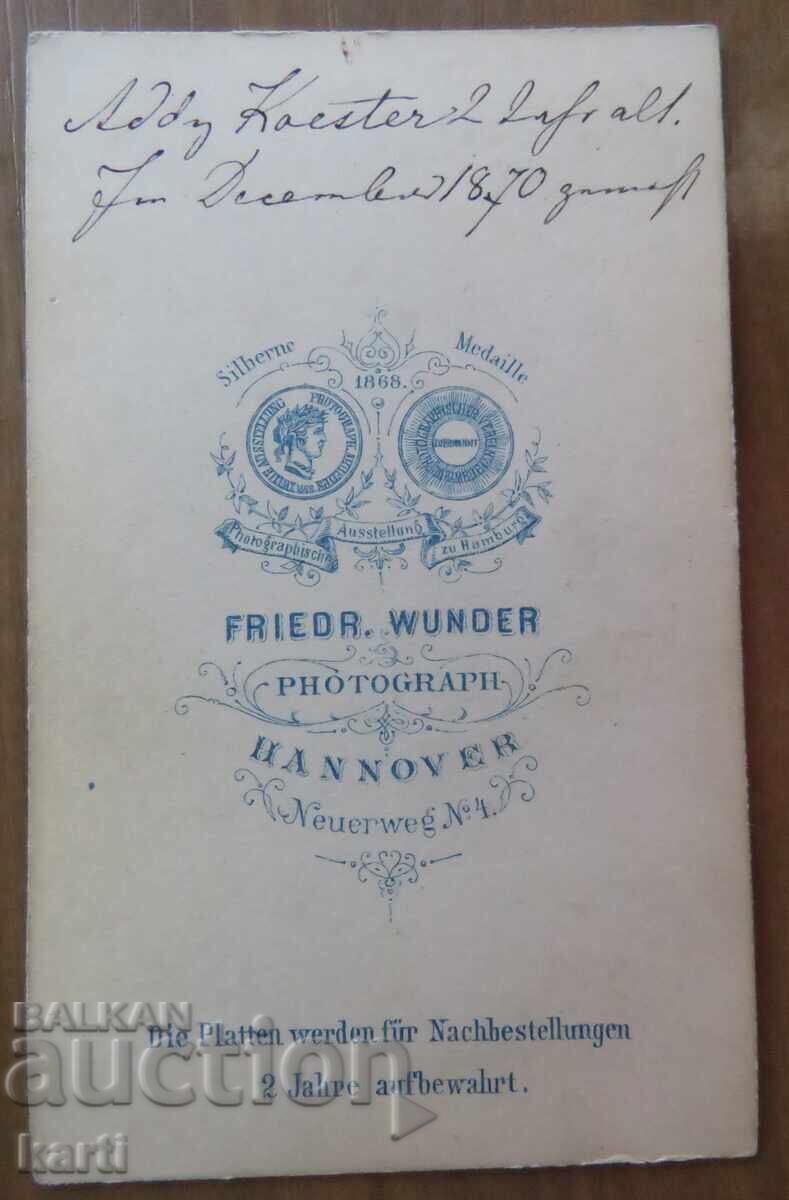 Addy Koester 2 Jahr alt.
Im December 1870 gemacht
Silberne Medaille
1868.
Photographische Ausstellung zu Hamburg
FRIEDR. WUNDER
PHOTOGRAPH
HANNOVER
Neuerweg No. 4.
Die Platten werden für Nachbestellungen
2 Jahre aufbewahrt.
BALKAN
auction
karti